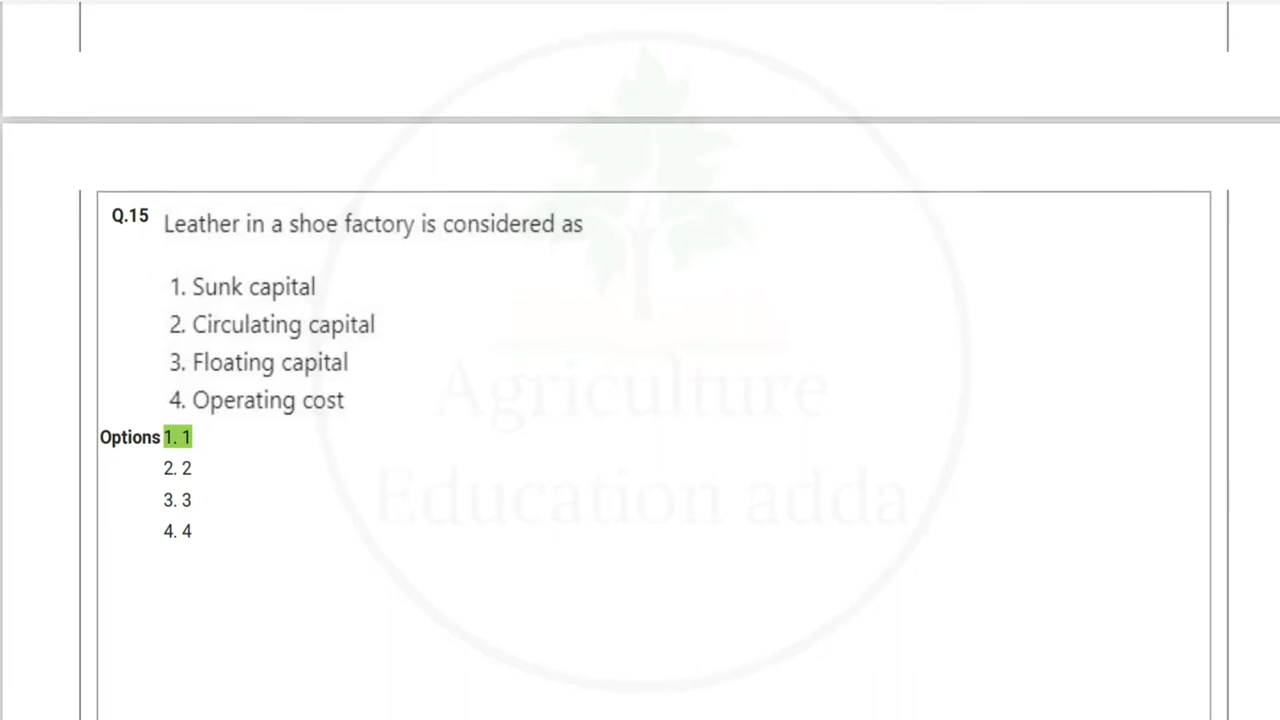 Q.15 Leather in a shoe factory is considered as
1. Sunk capital
2. Circulating capital
3. Floating capital
4. Operating cost
Options 1. 1
2. 2
3. 3
4. 4
Agriculture
Education adda